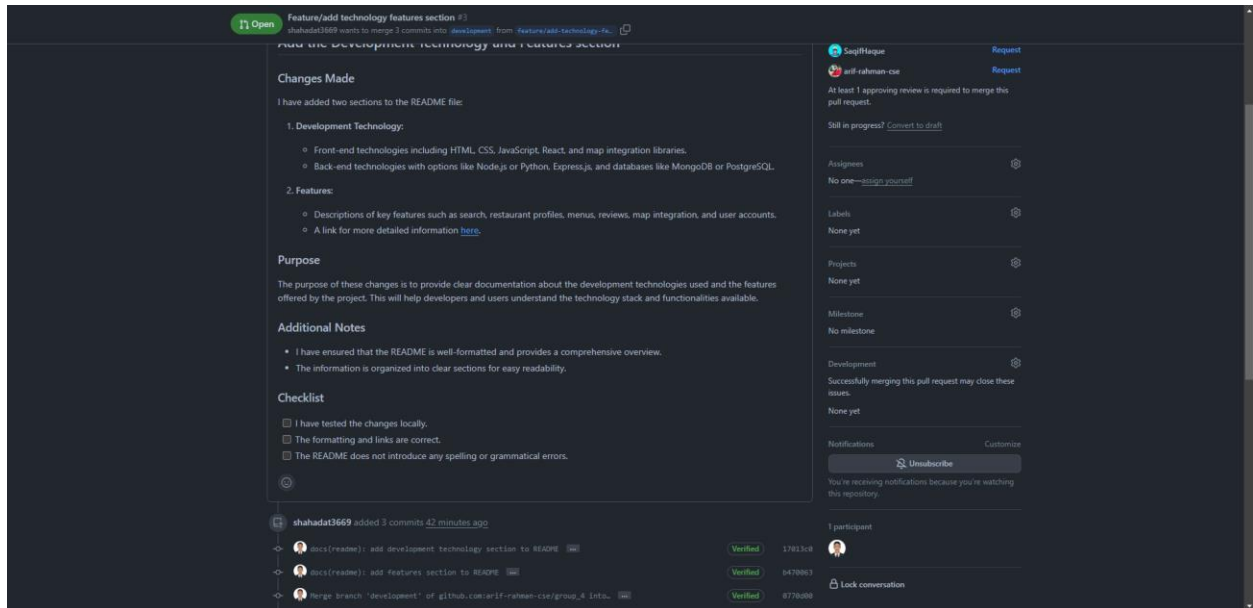 Open
Feature/add technology features section #3
shahadat3669 wants to merge 3 commits into development from feature/add-technology-fe…
Add the Development Technology and Features section
Changes Made
I have added two sections to the README file:
1. Development Technology:
Front-end technologies including HTML, CSS, JavaScript, React, and map integration libraries.
Back-end technologies with options like Node.js or Python, Express.js, and databases like MongoDB or PostgreSQL.
2. Features:
Descriptions of key features such as search, restaurant profiles, menus, reviews, map integration, and user accounts.
A link for more detailed information here.
Purpose
The purpose of these changes is to provide clear documentation about the development technologies used and the features
offered by the project. This will help developers and users understand the technology stack and functionalities available.
Additional Notes
I have ensured that the README is well-formatted and provides a comprehensive overview.
The information is organized into clear sections for easy readability.
Checklist
I have tested the changes locally.
The formatting and links are correct.
The README does not introduce any spelling or grammatical errors.
shahadat3669 added 3 commits 42 minutes ago
docs(readme): add development technology section to README … Verified 17013c0
docs(readme): add features section to README … Verified b470063
Merge branch 'development' of github.com:arif-rahman-cse/group_4 into… … Verified 0770d00
SaqifHaque Request
arif-rahman-cse Request
At least 1 approving review is required to merge this
pull request.
Still in progress? Convert to draft
Assignees
No one—assign yourself
Labels
None yet
Projects
None yet
Milestone
No milestone
Development
Successfully merging this pull request may close these
issues.
None yet
Notifications Customize
Unsubscribe
You're receiving notifications because you're watching
this repository.
1 participant
Lock conversation